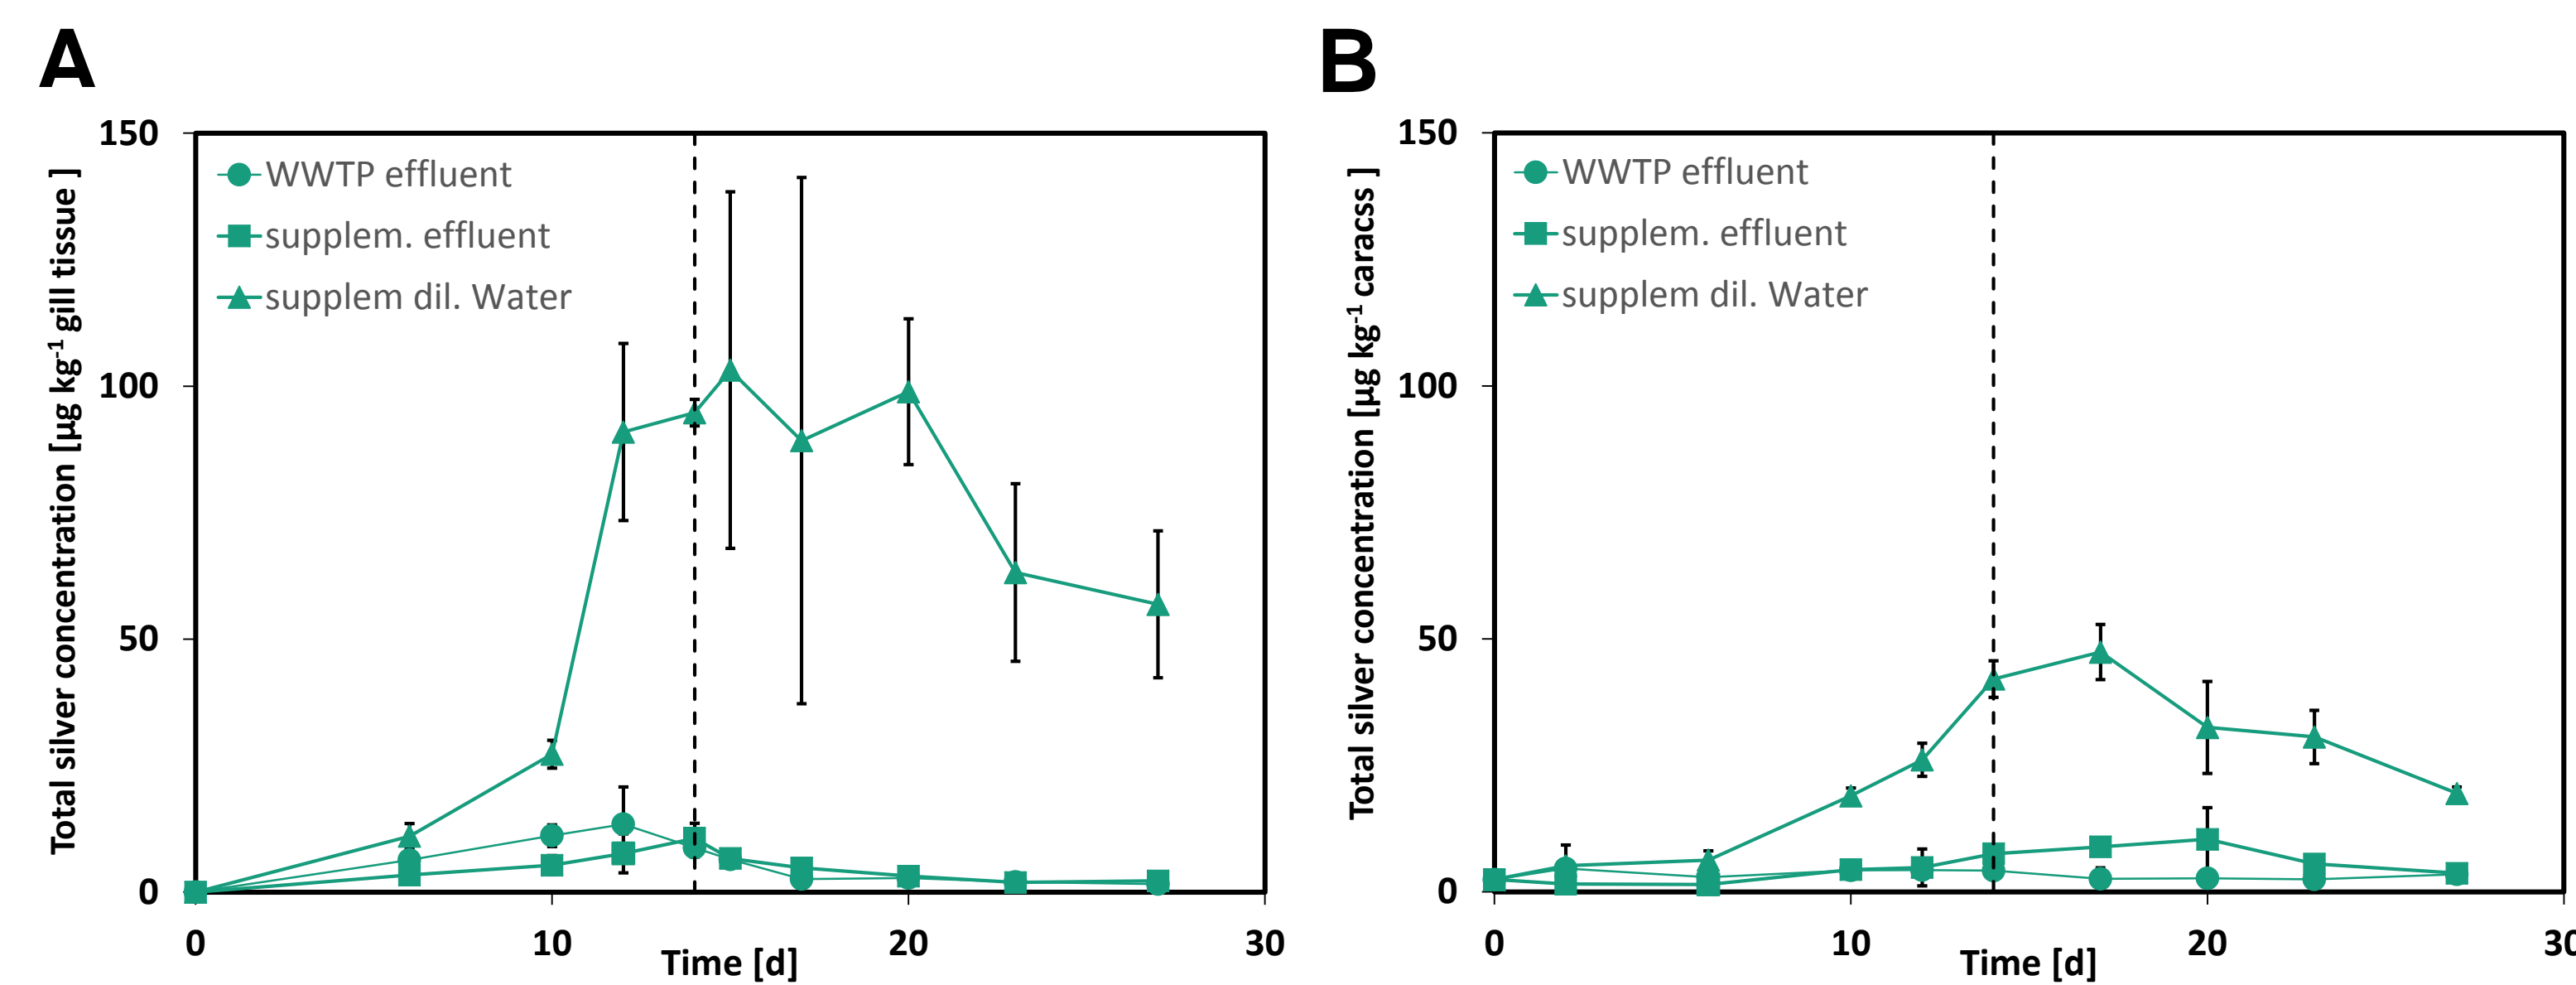 A
150
100
50
0
Total silver concentration [µg kg-1 gill tissue ]
WWTP effluent
supplem. effluent
supplem dil. Water
0 10 20 30
Time [d]
B
150
100
50
0
Total silver concentration [µg kg-1 caracss ]
WWTP effluent
supplem. effluent
supplem dil. Water
0 10 20 30
Time [d]